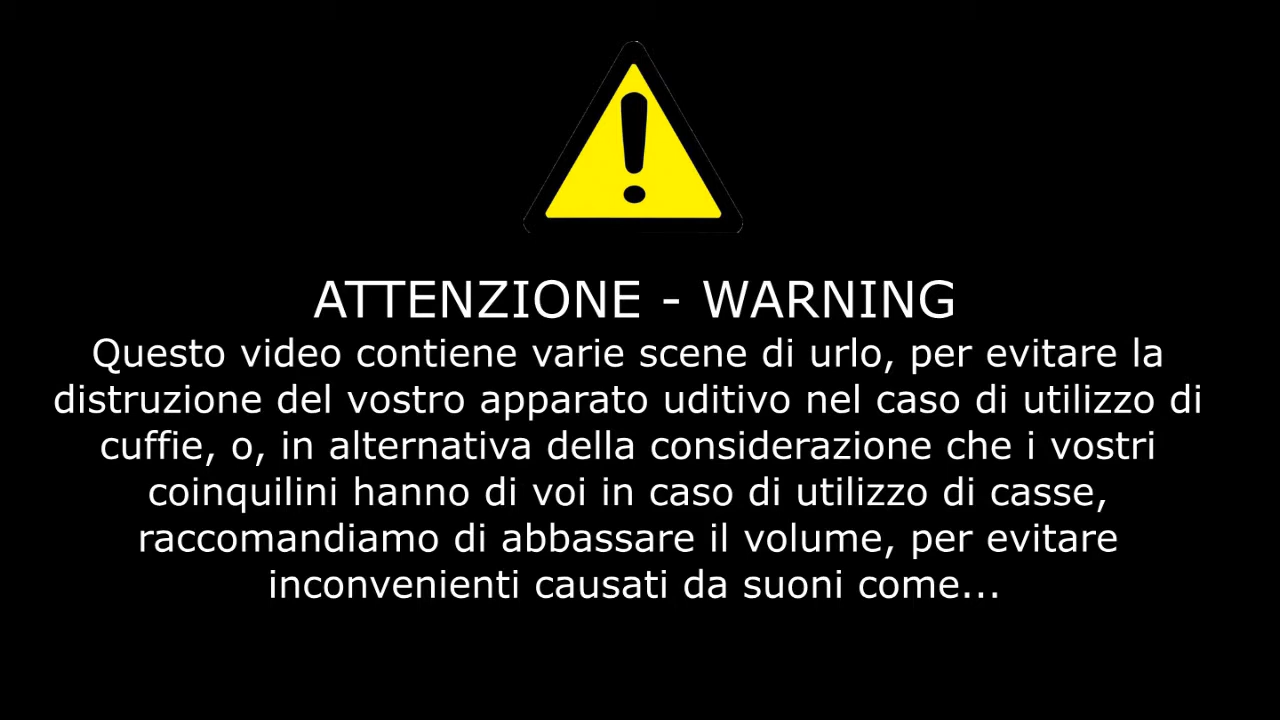 ATTENZIONE - WARNING
Questo video contiene varie scene di urlo, per evitare la
distruzione del vostro apparato uditivo nel caso di utilizzo di
cuffie, o, in alternativa della considerazione che i vostri
coinquilini hanno di voi in caso di utilizzo di casse,
raccomandiamo di abbassare il volume, per evitare
inconvenienti causati da suoni come...